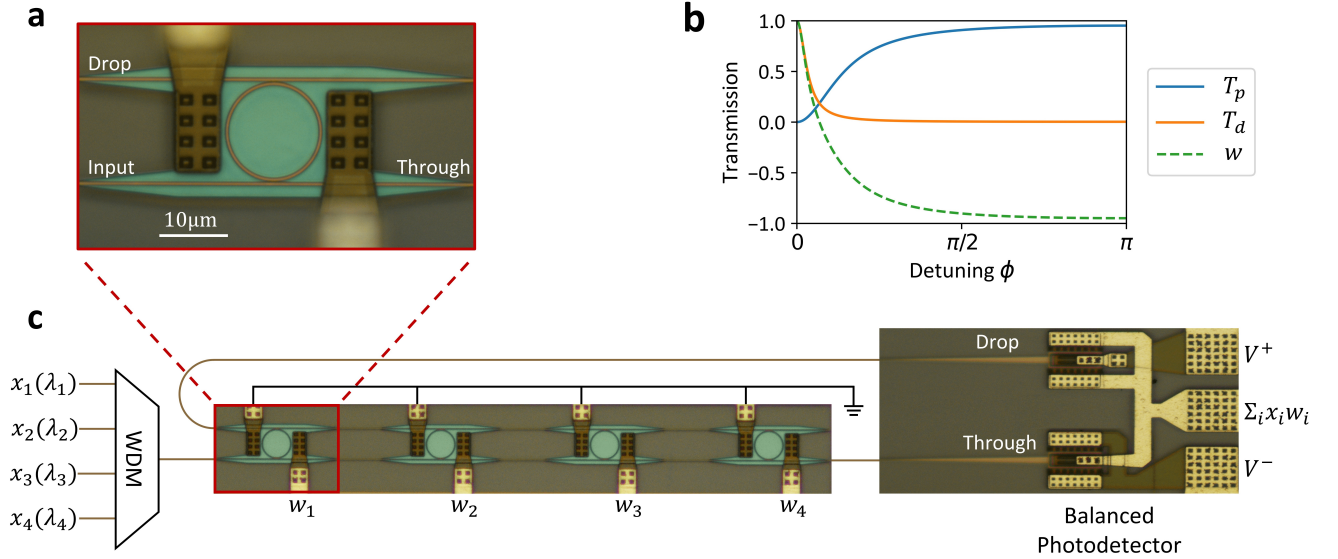 a
Drop
Input
Through
10μm
b
Transmission
1.0
0.5
0.0
−0.5
−1.0
0
π/2
π
Detuning ϕ
T_p
T_d
w
c
x_1(λ_1)
x_2(λ_2)
x_3(λ_3)
x_4(λ_4)
WDM
w_1
w_2
w_3
w_4
Drop
Through
V^+
Σ_i x_i w_i
V^−
Balanced
Photodetector